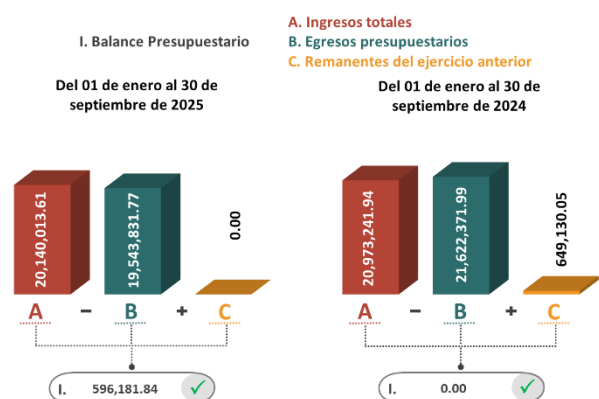 I. Balance Presupuestario
A. Ingresos totales
B. Egresos presupuestarios
C. Remanentes del ejercicio anterior
Del 01 de enero al 30 de
septiembre de 2025
20,140,013.61
19,543,831.77
0.00
A – B + C
I. 596,181.84 ✓
Del 01 de enero al 30 de
septiembre de 2024
20,973,241.94
21,622,371.99
649,130.05
A – B + C
I. 0.00 ✓